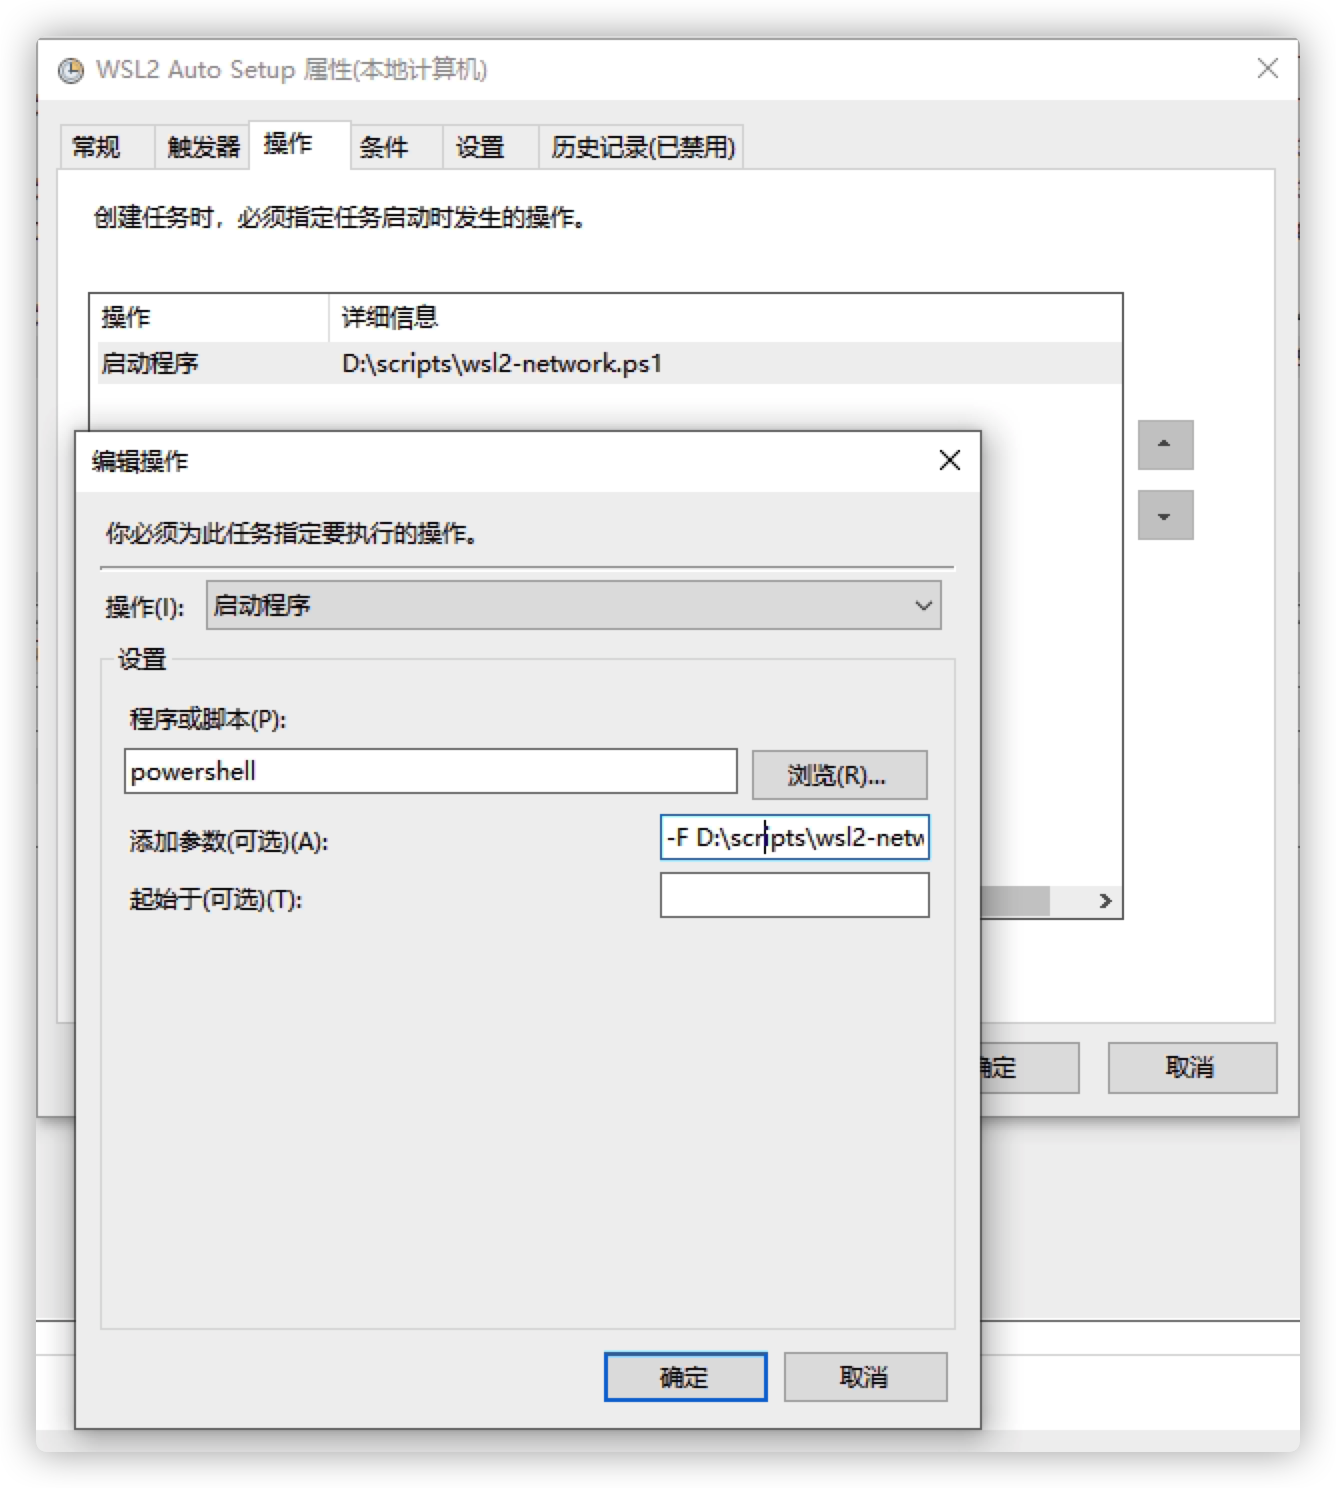 WSL2 Auto Setup 属性(本地计算机)
常规 触发器 操作 条件 设置 历史记录(已禁用)
创建任务时，必须指定任务启动时发生的操作。
操作 详细信息
启动程序 D:\scripts\wsl2-network.ps1
编辑操作
你必须为此任务指定要执行的操作。
操作(I): 启动程序
设置
程序或脚本(P):
powershell 浏览(R)...
添加参数(可选)(A): -F D:\scripts\wsl2-netw
起始于(可选)(T):
确定 取消
确定 取消